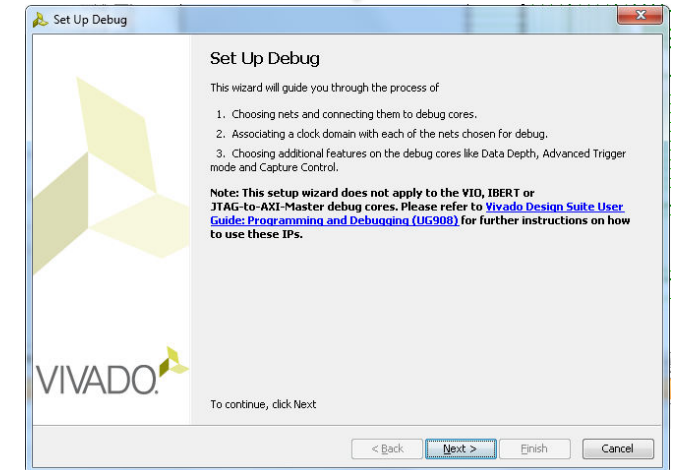 Set Up Debug
Set Up Debug
This wizard will guide you through the process of
1. Choosing nets and connecting them to debug cores.
2. Associating a clock domain with each of the nets chosen for debug.
3. Choosing additional features on the debug cores like Data Depth, Advanced Trigger
mode and Capture Control.
Note: This setup wizard does not apply to the VIO, IBERT or
JTAG-to-AXI-Master debug cores. Please refer to Vivado Design Suite User
Guide: Programming and Debugging (UG908) for further instructions on how
to use these IPs.
VIVADO.
To continue, click Next
< Back Next > Finish Cancel